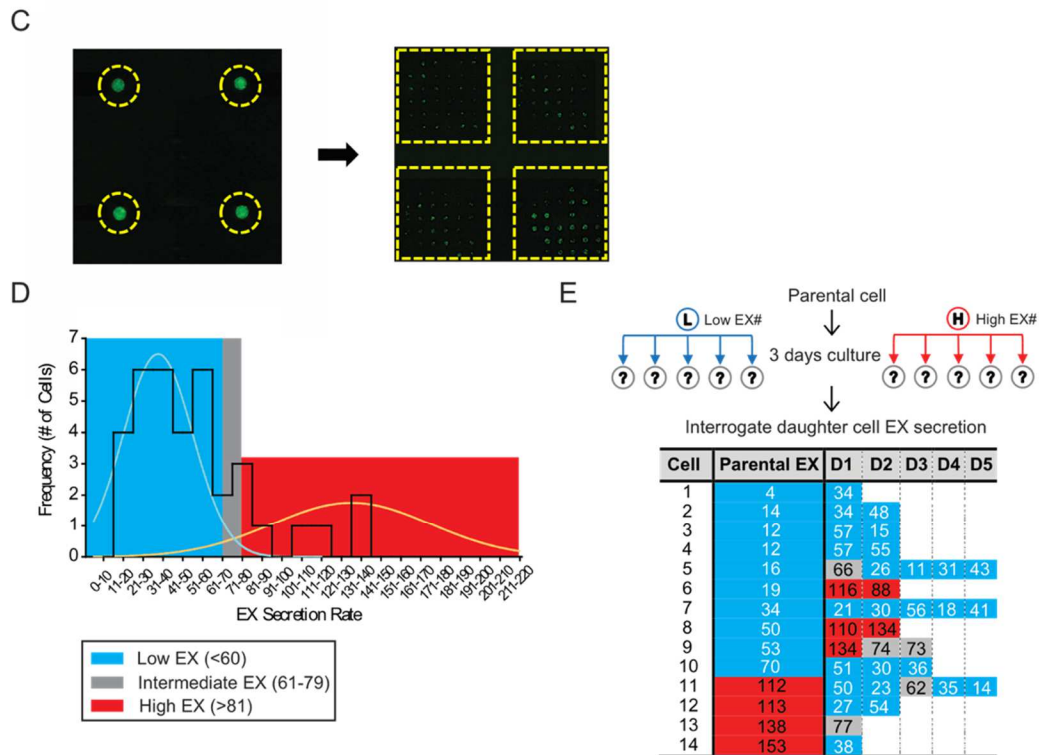 C
D
7
6
5
4
3
2
1
0
Frequency (# of Cells)
0-10
11-20
21-30
31-40
41-50
51-60
61-70
71-80
81-90
91-100
101-110
111-120
121-130
131-140
141-150
151-160
161-170
171-180
181-190
191-200
201-210
211-220
EX Secretion Rate
Low EX (<60)
Intermediate EX (61-79)
High EX (>81)
E
Parental cell
L Low EX#
H High EX#
3 days culture
? ? ? ? ? ? ? ? ? ?
Interrogate daughter cell EX secretion
Cell Parental EX D1 D2 D3 D4 D5
1 4 34
2 14 34 48
3 12 57 15
4 12 57 55
5 16 66 26 11 31 43
6 19 116 88
7 34 21 30 56 18 41
8 50 110 134
9 53 134 74 73
10 70 51 30 36
11 112 50 23 62 35 14
12 113 27 54
13 138 77
14 153 38